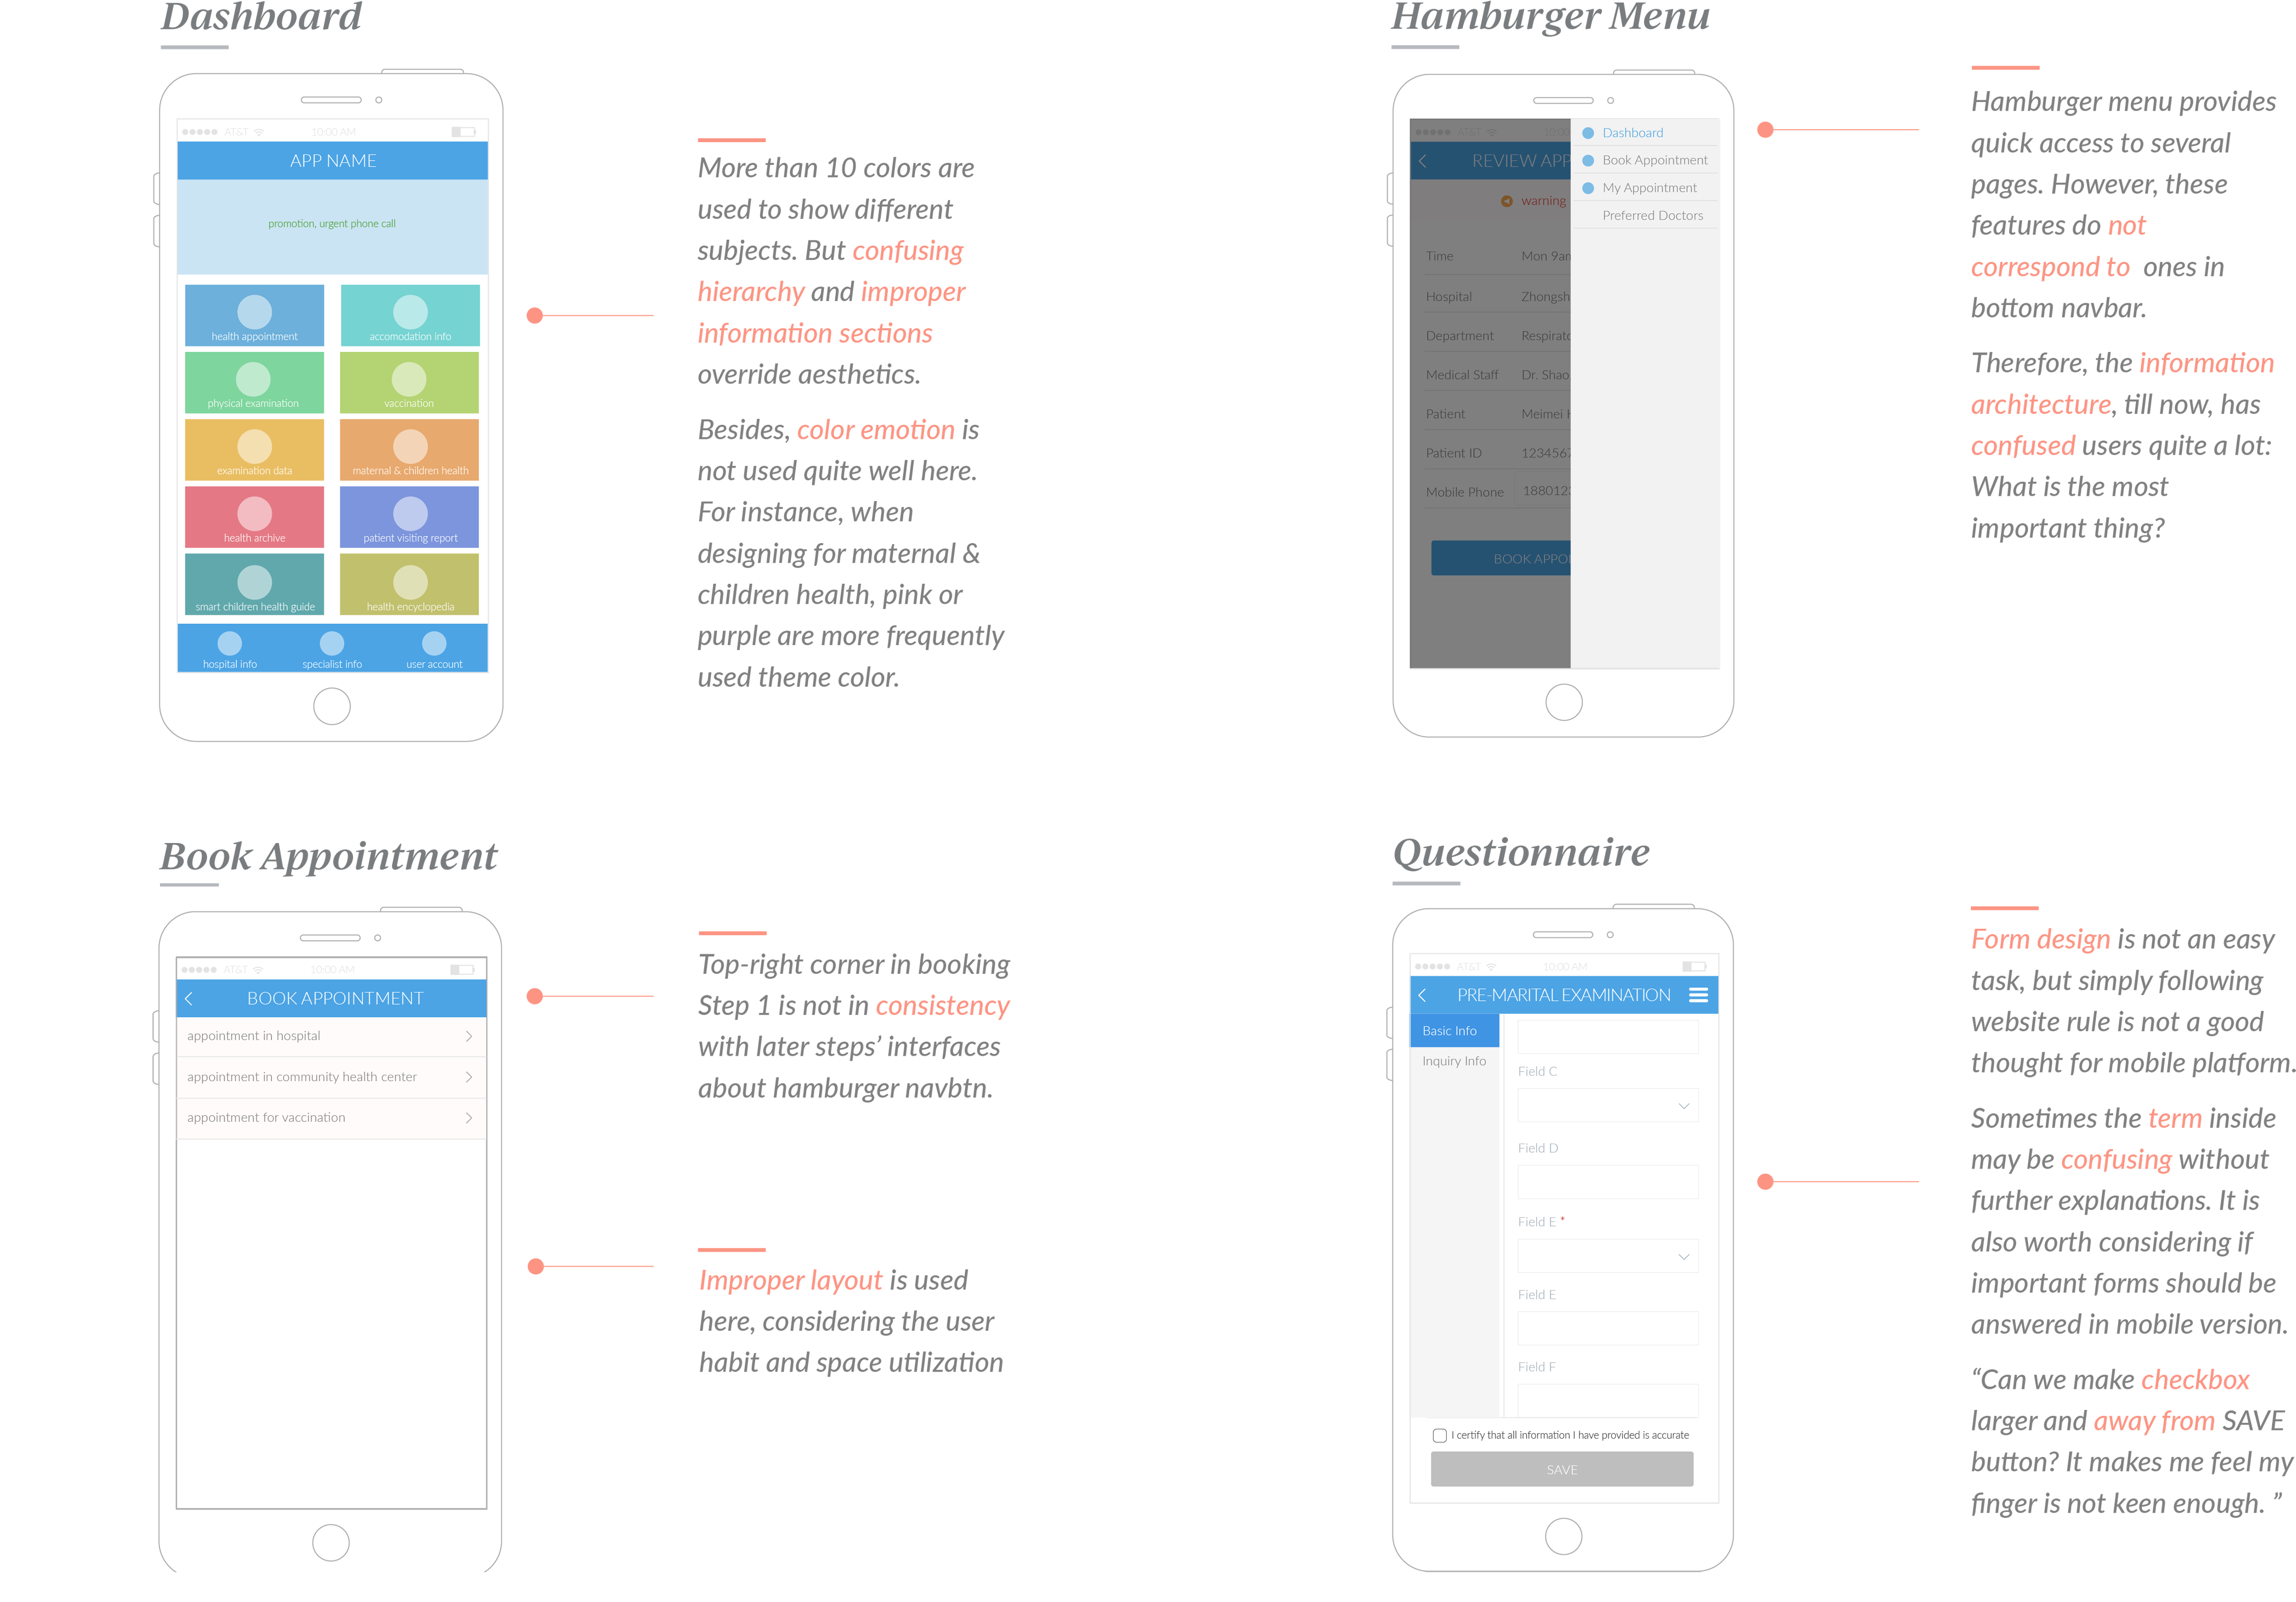 Dashboard
AT&T
10:00 AM
APP NAME
promotion, urgent phone call
health appointment
accomodation info
physical examination
vaccination
examination data
maternal & children health
health archive
patient visiting report
smart children health guide
health encyclopedia
hospital info
specialist info
user account
More than 10 colors are
used to show different
subjects. But confusing
hierarchy and improper
information sections
override aesthetics.
Besides, color emotion is
not used quite well here.
For instance, when
designing for maternal &
children health, pink or
purple are more frequently
used theme color.
Hamburger Menu
AT&T
10:00
REVIEW APP
warning
Time
Mon 9am
Hospital
Zhongsh
Department
Respirato
Medical Staff
Dr. Shao
Patient
Meimei
Patient ID
1234567
Mobile Phone
1880123
BOOK APPOI
Dashboard
Book Appointment
My Appointment
Preferred Doctors
Hamburger menu provides
quick access to several
pages. However, these
features do not
correspond to ones in
bottom navbar.
Therefore, the information
architecture, till now, has
confused users quite a lot:
What is the most
important thing?
Book Appointment
AT&T
10:00 AM
BOOK APPOINTMENT
appointment in hospital
appointment in community health center
appointment for vaccination
Top-right corner in booking
Step 1 is not in consistency
with later steps’ interfaces
about hamburger navbtn.
Improper layout is used
here, considering the user
habit and space utilization
Questionnaire
AT&T
10:00 AM
PRE-MARITAL EXAMINATION
Basic Info
Inquiry Info
Field C
Field D
Field E *
Field E
Field F
I certify that all information I have provided is accurate
SAVE
Form design is not an easy
task, but simply following
website rule is not a good
thought for mobile platform.
Sometimes the term inside
may be confusing without
further explanations. It is
also worth considering if
important forms should be
answered in mobile version.
“Can we make checkbox
larger and away from SAVE
button? It makes me feel my
finger is not keen enough. ”